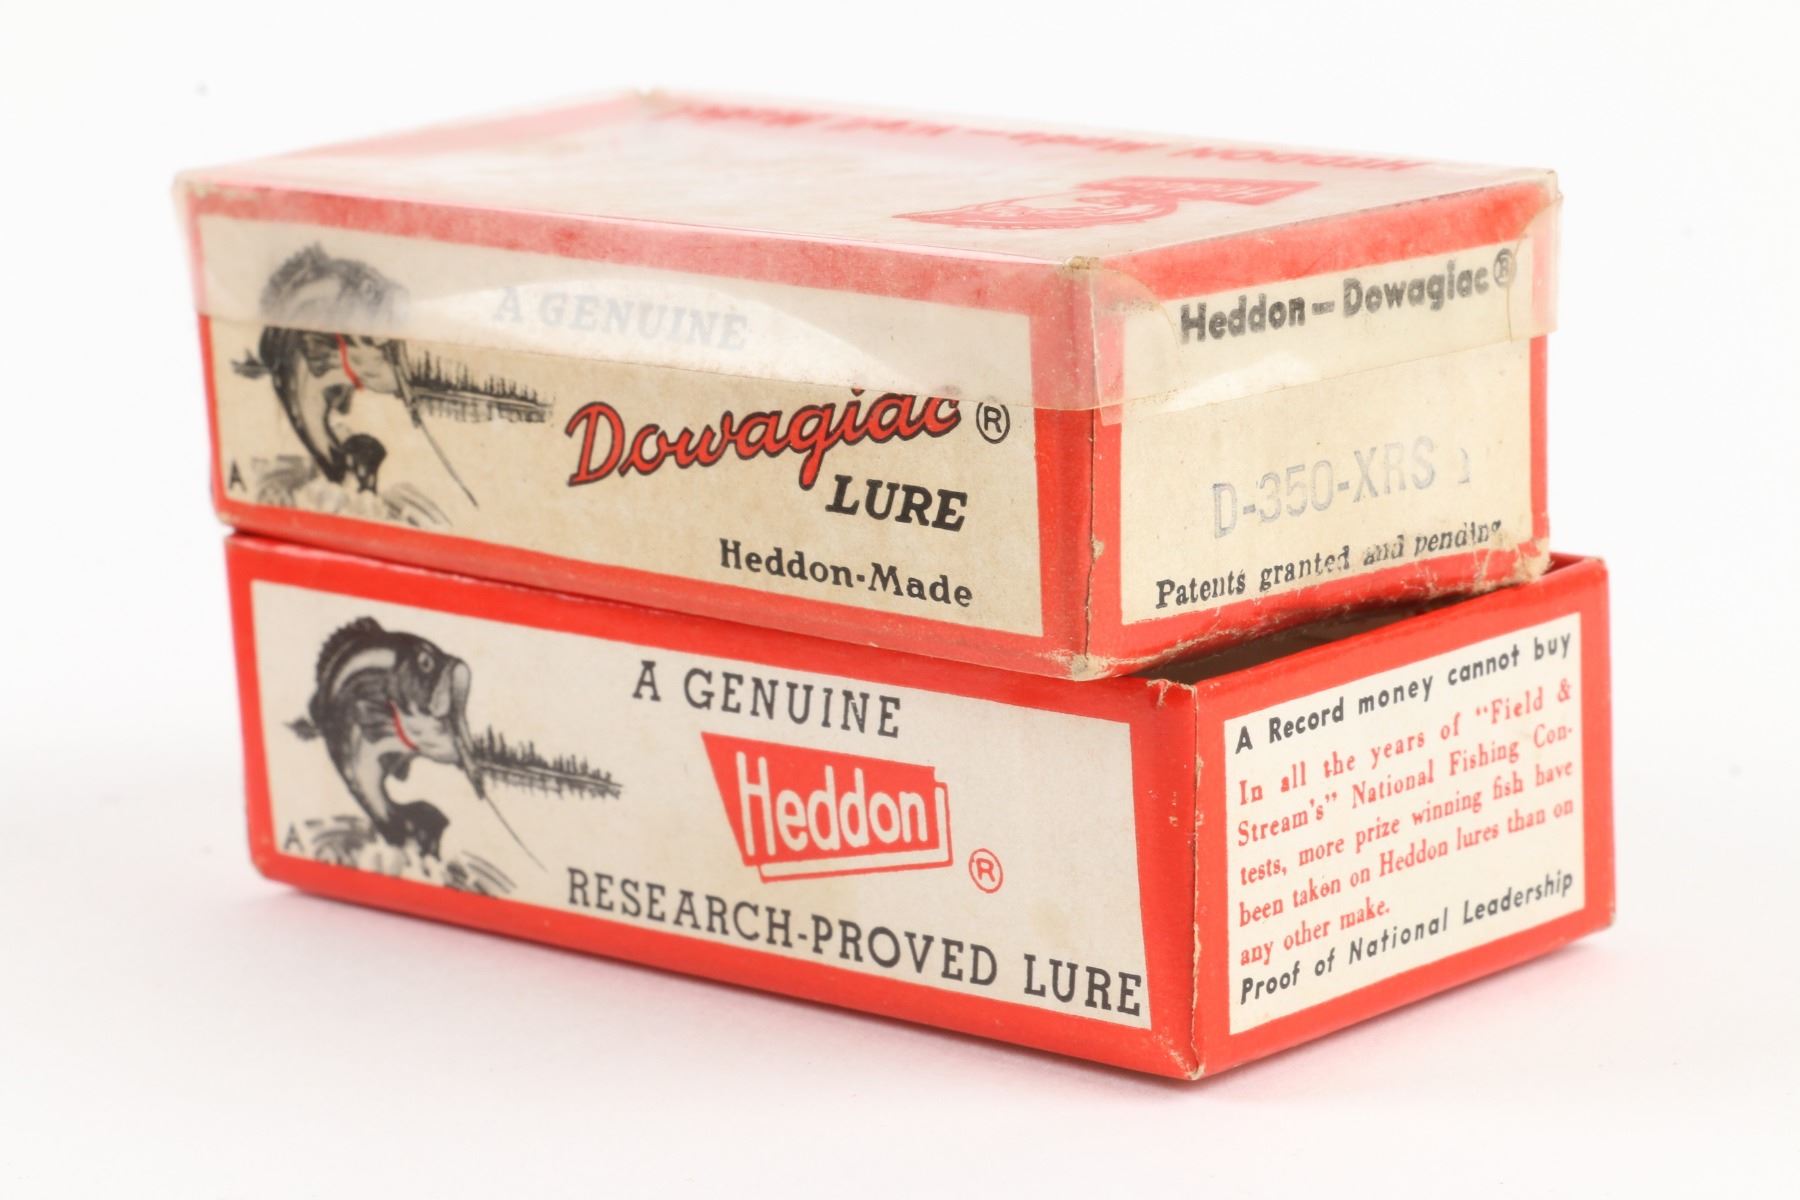 Heddon
A GENUINE
Dowagiac ®
LURE
Heddon-Made
A
Heddon-Dowagiac®
D-350-XRS
Patents granted and pending
A GENUINE
Heddon ®
RESEARCH-PROVED LURE
A
A Record money cannot buy
In all the years of "Field &
Stream's" National Fishing Con-
tests, more prize winning fish have
been taken on Heddon lures than on
any other make.
Proof of National Leadership